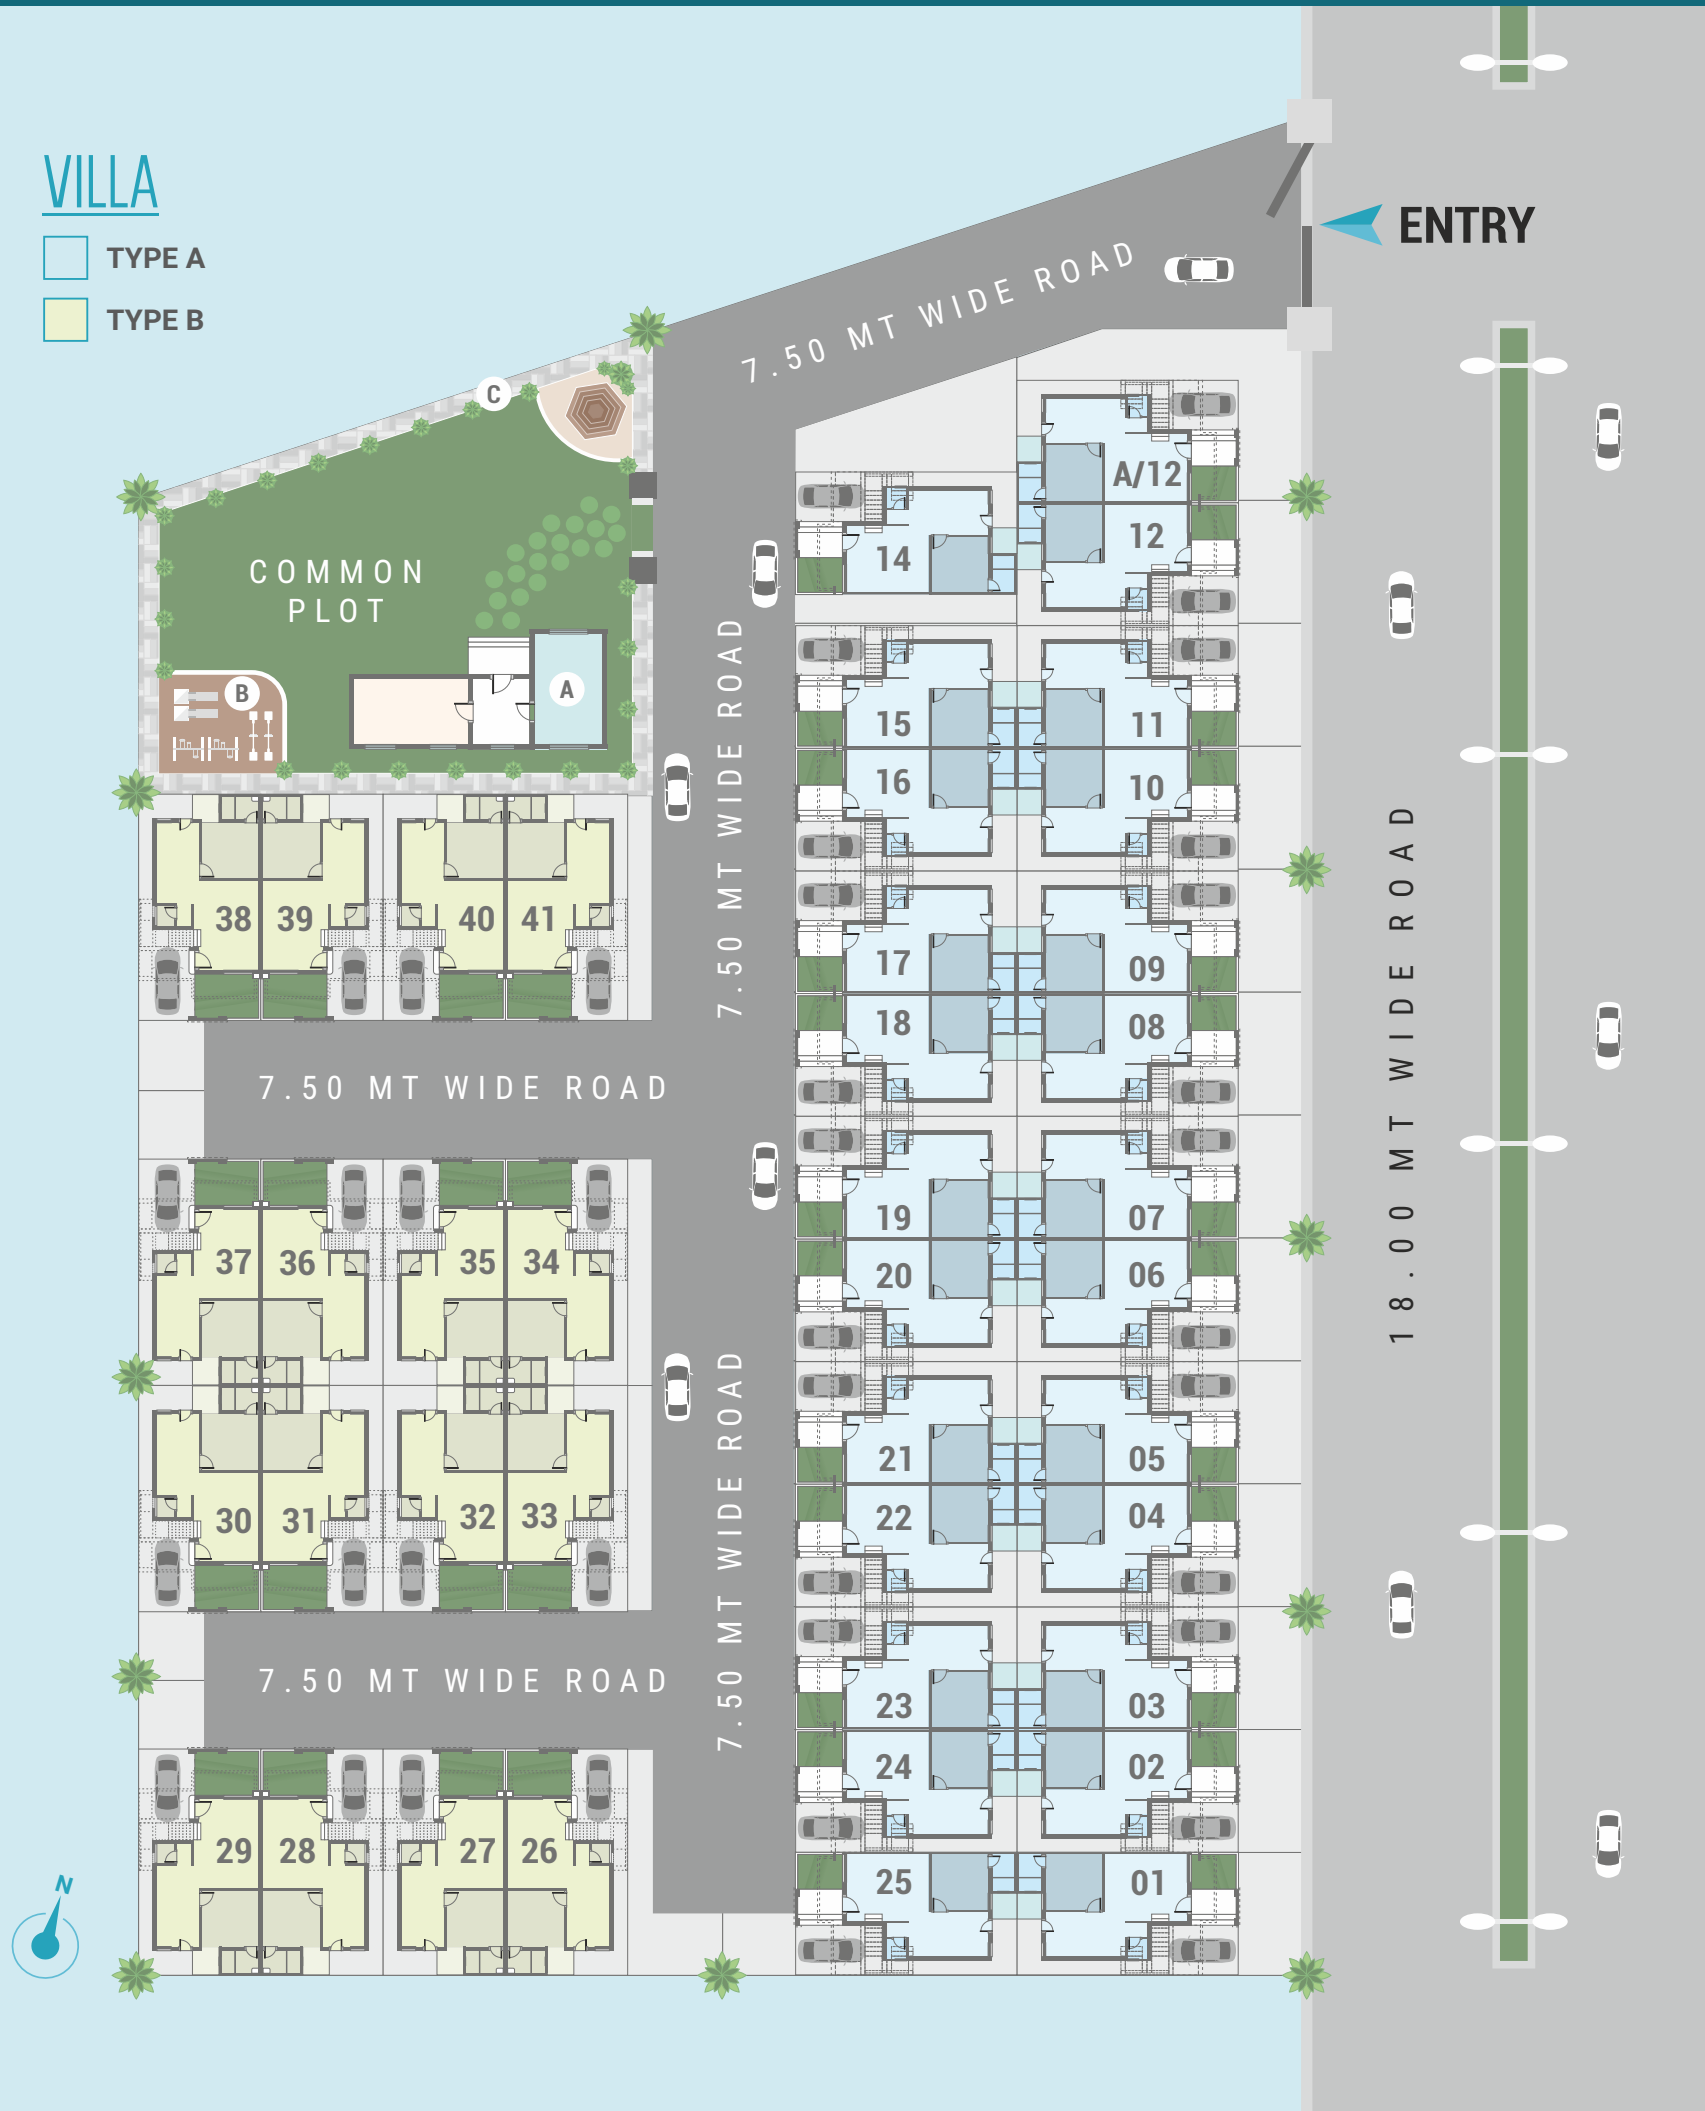 VILLA
TYPE A
TYPE B
ENTRY
7.50 MT WIDE ROAD
C
A/12
12
14
COMMON
PLOT
B
A
7.50 MT WIDE ROAD
15
11
16
10
38
39
40
41
17
09
18
08
18.00 MT WIDE ROAD
7.50 MT WIDE ROAD
37
36
35
34
19
07
20
06
30
31
32
33
21
05
22
04
7.50 MT WIDE ROAD
7.50 MT WIDE ROAD
23
03
24
02
29
28
27
26
25
01
N